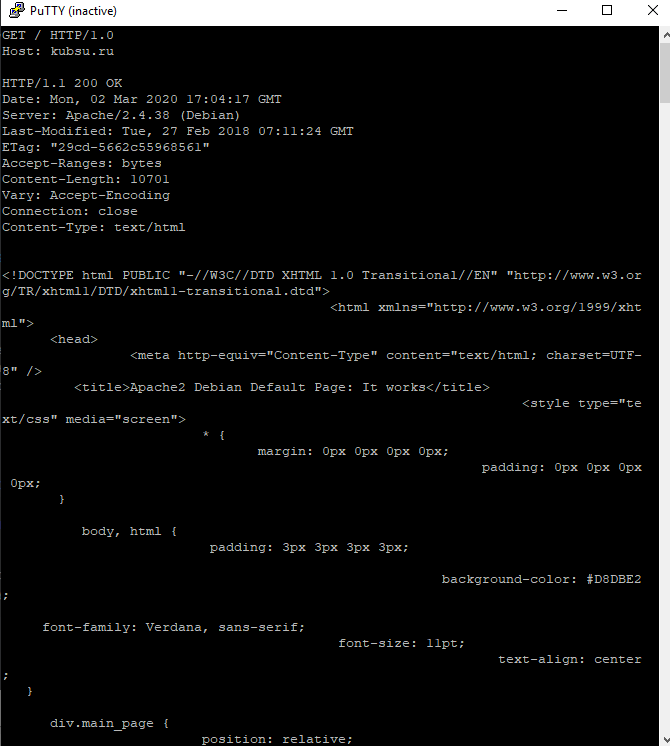 PuTTY (inactive)
GET / HTTP/1.0
Host: kubsu.ru
HTTP/1.1 200 OK
Date: Mon, 02 Mar 2020 17:04:17 GMT
Server: Apache/2.4.38 (Debian)
Last-Modified: Tue, 27 Feb 2018 07:11:24 GMT
ETag: "29cd-5662c55968561"
Accept-Ranges: bytes
Content-Length: 10701
Vary: Accept-Encoding
Connection: close
Content-Type: text/html
<!DOCTYPE html PUBLIC "-//W3C//DTD XHTML 1.0 Transitional//EN" "http://www.w3.or
g/TR/xhtml1/DTD/xhtml1-transitional.dtd">
<html xmlns="http://www.w3.org/1999/xht
ml">
<head>
<meta http-equiv="Content-Type" content="text/html; charset=UTF-
8" />
<title>Apache2 Debian Default Page: It works</title>
<style type="te
xt/css" media="screen">
* {
margin: 0px 0px 0px 0px;
padding: 0px 0px 0px
0px;
}
body, html {
padding: 3px 3px 3px 3px;
background-color: #D8DBE2
;
font-family: Verdana, sans-serif;
font-size: 11pt;
text-align: center
;
}
div.main_page {
position: relative;